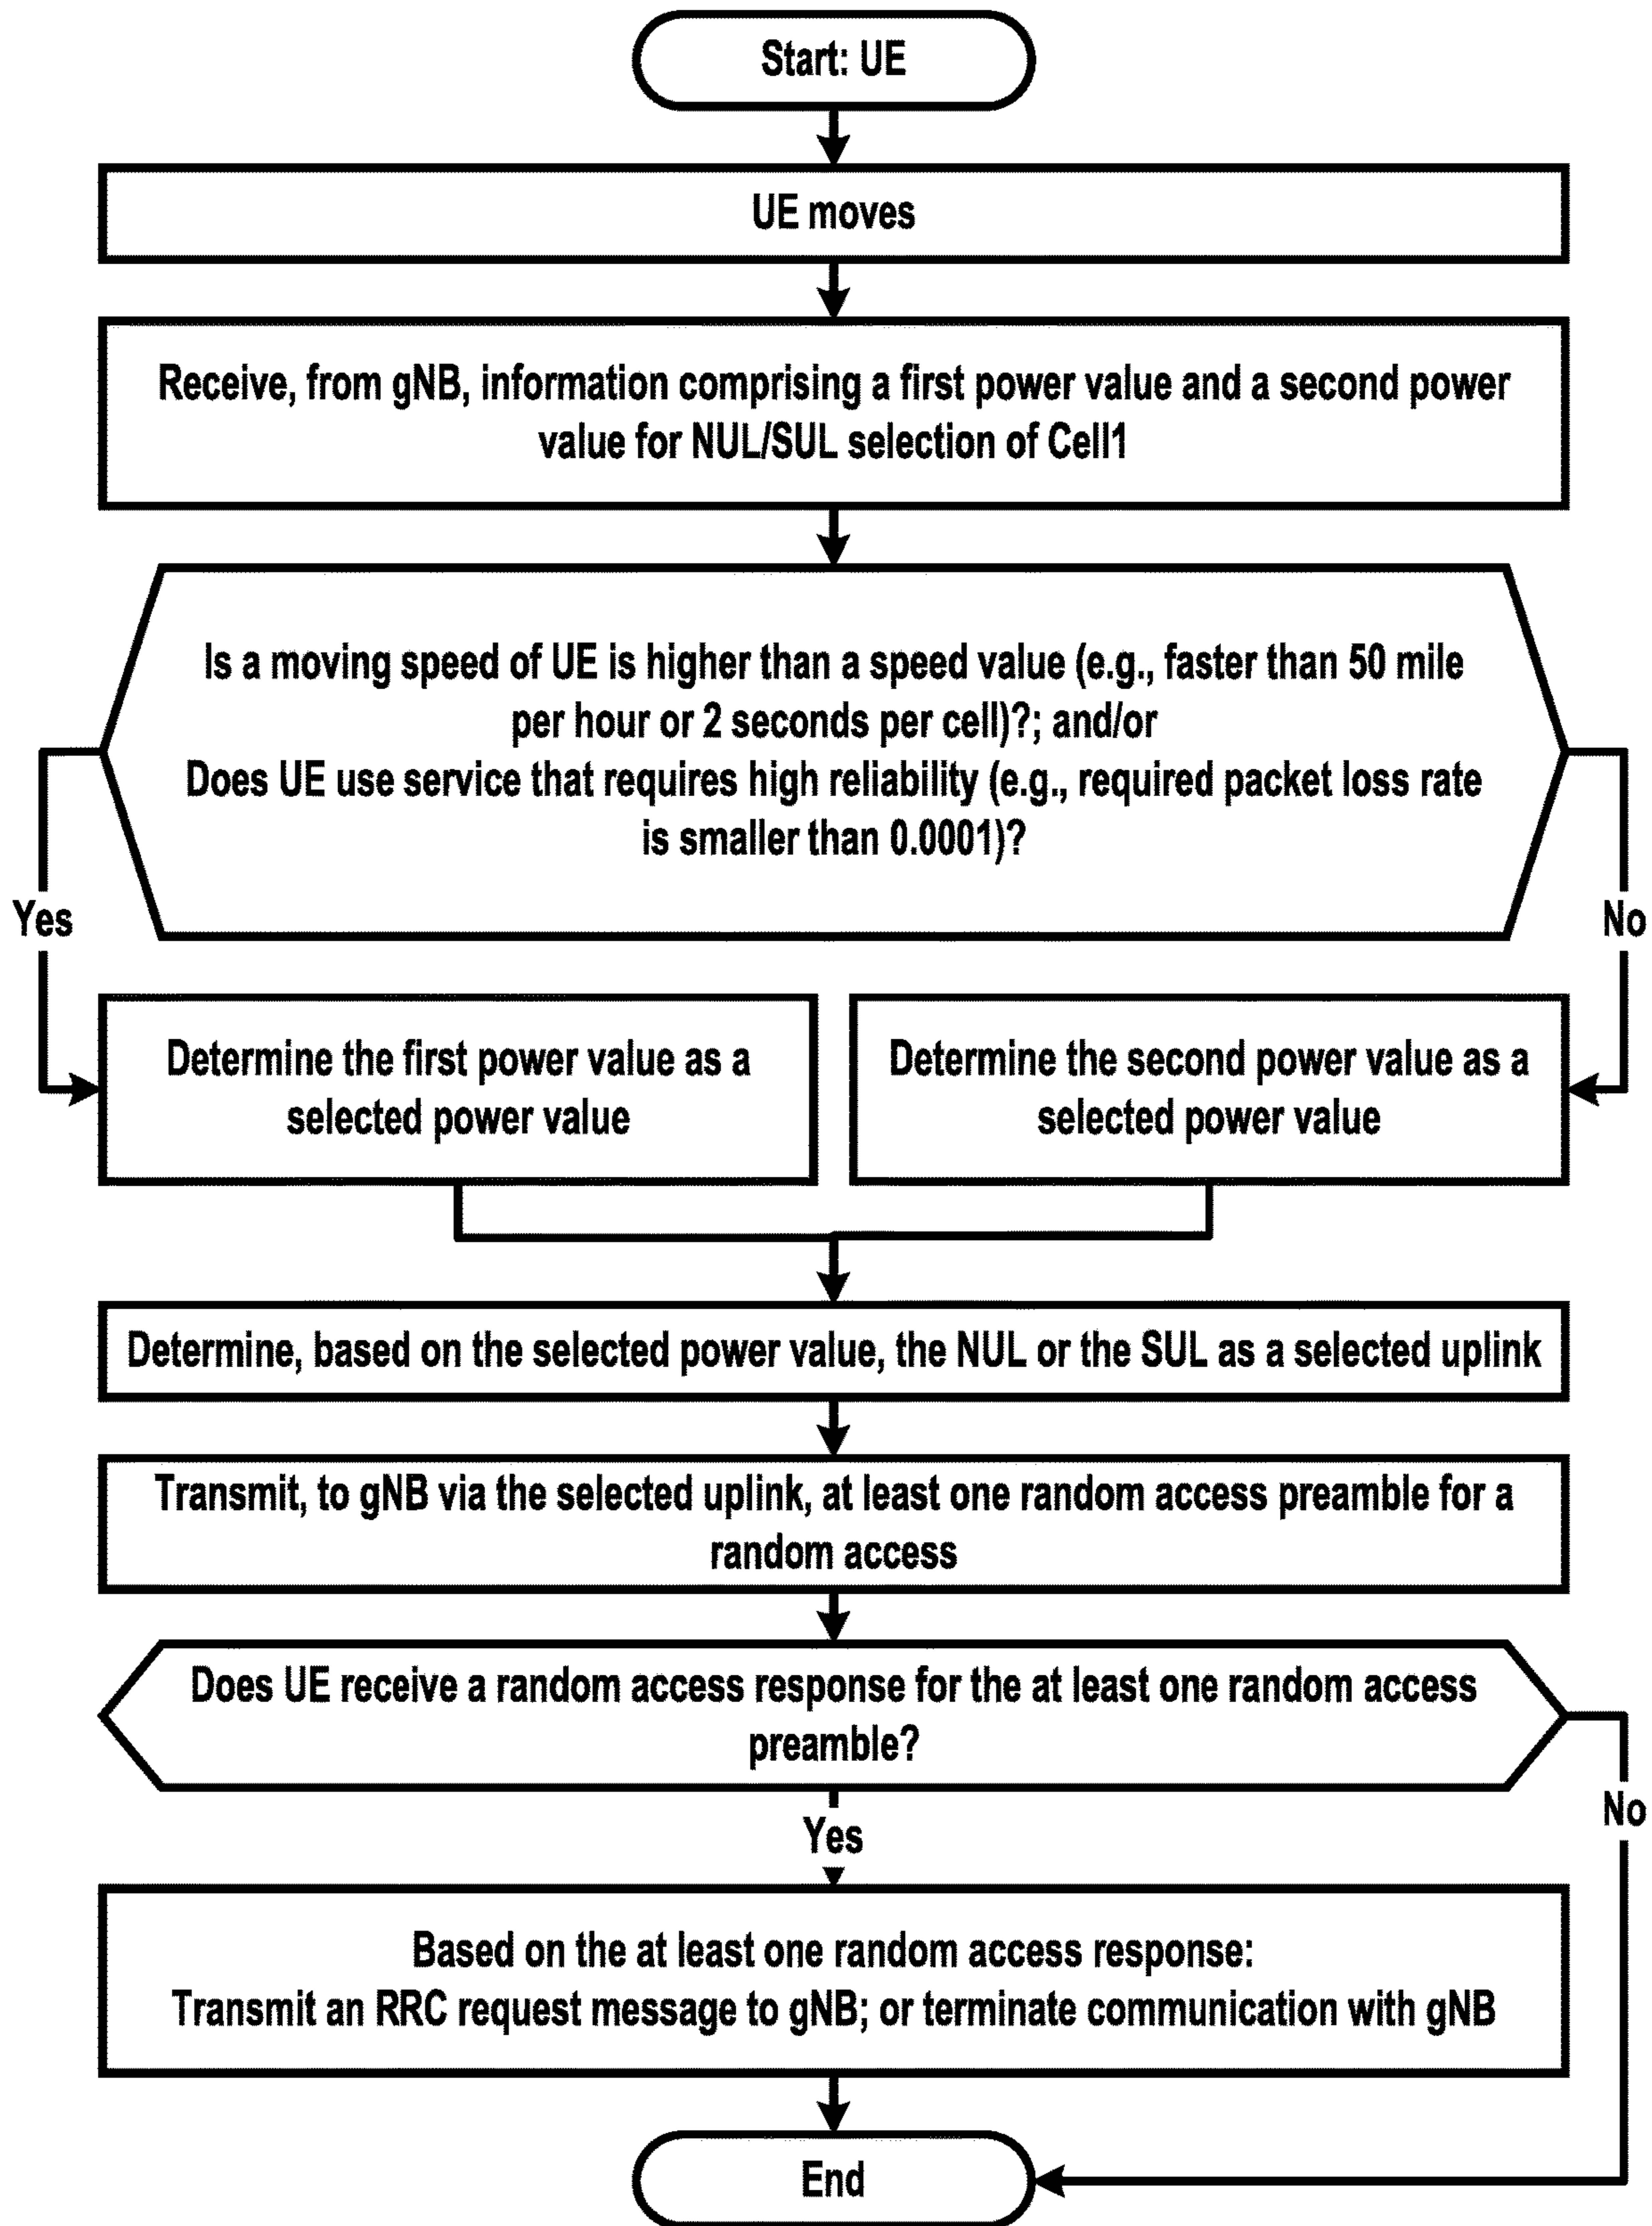 Start: UE
UE moves
Receive, from gNB, information comprising a first power value and a second power
value for NUL/SUL selection of Cell1
Is a moving speed of UE is higher than a speed value (e.g., faster than 50 mile
per hour or 2 seconds per cell)?; and/or
Does UE use service that requires high reliability (e.g., required packet loss rate
is smaller than 0.0001)?
Yes
No
Determine the first power value as a
selected power value
Determine the second power value as a
selected power value
Determine, based on the selected power value, the NUL or the SUL as a selected uplink
Transmit, to gNB via the selected uplink, at least one random access preamble for a
random access
Does UE receive a random access response for the at least one random access
preamble?
No
Yes
Based on the at least one random access response:
Transmit an RRC request message to gNB; or terminate communication with gNB
End